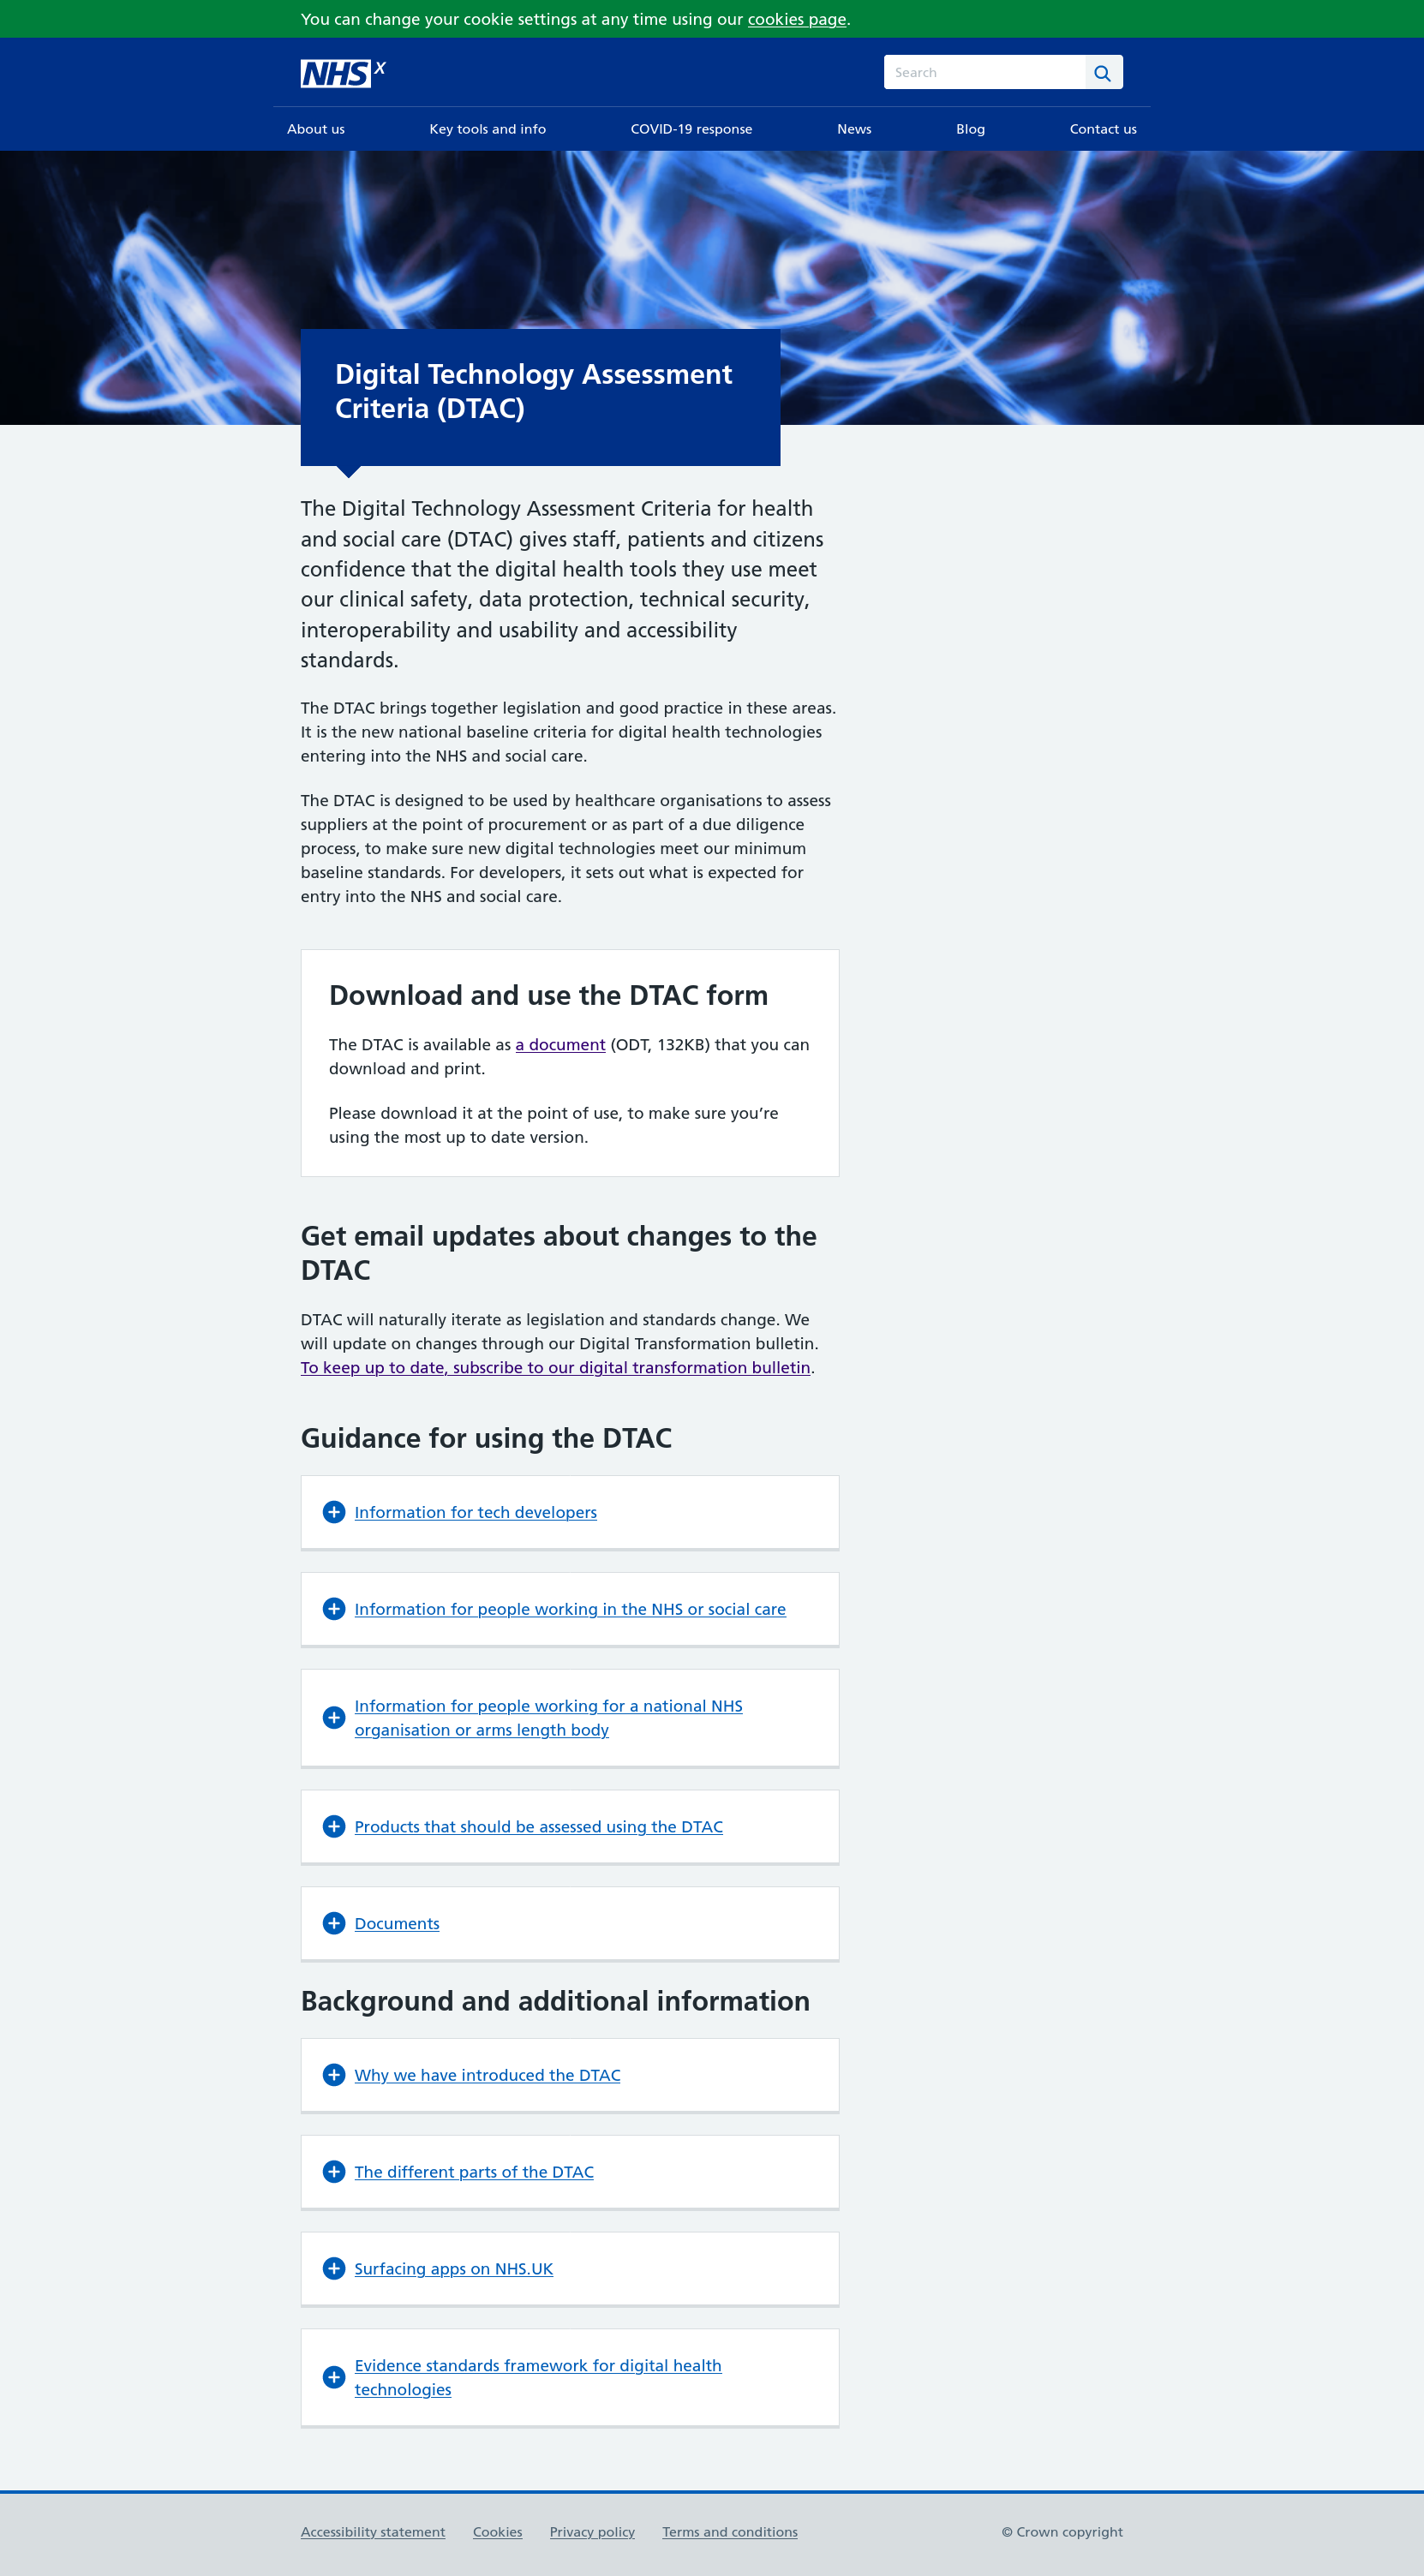 You can change your cookie settings at any time using our cookies page.
NHS X
Search
About us
Key tools and info
COVID-19 response
News
Blog
Contact us
Digital Technology Assessment
Criteria (DTAC)
The Digital Technology Assessment Criteria for health
and social care (DTAC) gives staff, patients and citizens
confidence that the digital health tools they use meet
our clinical safety, data protection, technical security,
interoperability and usability and accessibility
standards.
The DTAC brings together legislation and good practice in these areas.
It is the new national baseline criteria for digital health technologies
entering into the NHS and social care.
The DTAC is designed to be used by healthcare organisations to assess
suppliers at the point of procurement or as part of a due diligence
process, to make sure new digital technologies meet our minimum
baseline standards. For developers, it sets out what is expected for
entry into the NHS and social care.
Download and use the DTAC form
The DTAC is available as a document (ODT, 132KB) that you can
download and print.
Please download it at the point of use, to make sure you’re
using the most up to date version.
Get email updates about changes to the
DTAC
DTAC will naturally iterate as legislation and standards change. We
will update on changes through our Digital Transformation bulletin.
To keep up to date, subscribe to our digital transformation bulletin.
Guidance for using the DTAC
Information for tech developers
Information for people working in the NHS or social care
Information for people working for a national NHS
organisation or arms length body
Products that should be assessed using the DTAC
Documents
Background and additional information
Why we have introduced the DTAC
The different parts of the DTAC
Surfacing apps on NHS.UK
Evidence standards framework for digital health
technologies
Accessibility statement
Cookies
Privacy policy
Terms and conditions
© Crown copyright